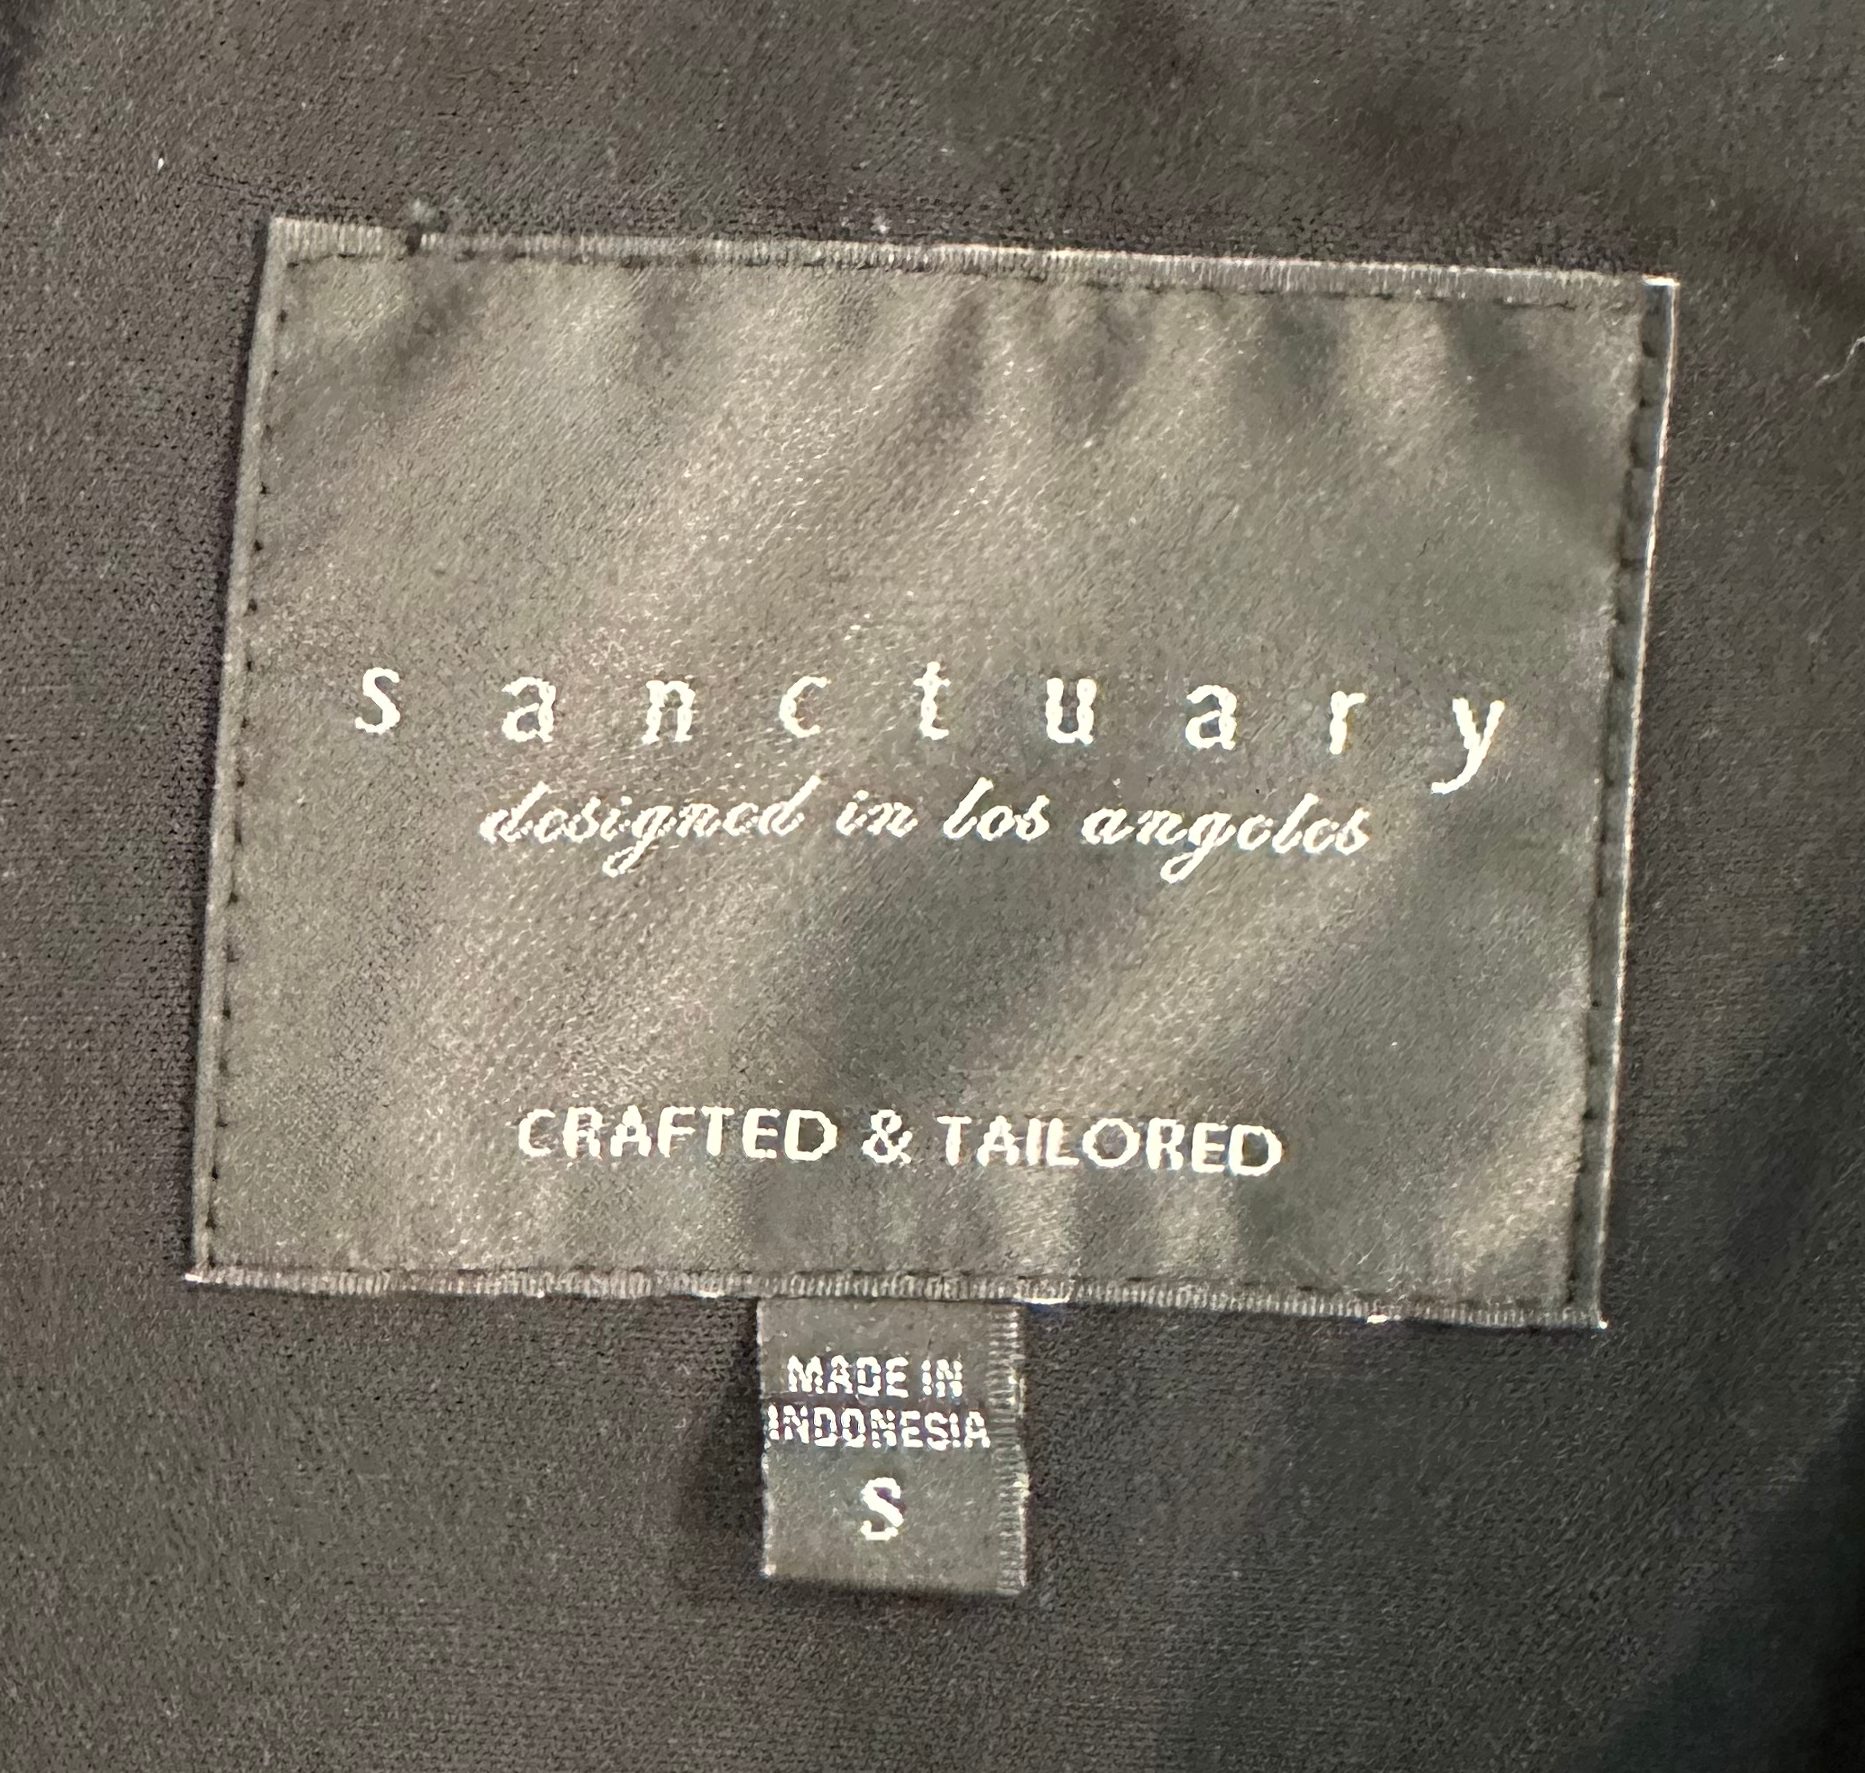 sanctuary
designed in los angeles
CRAFTED & TAILORED
MADE IN
INDONESIA
S